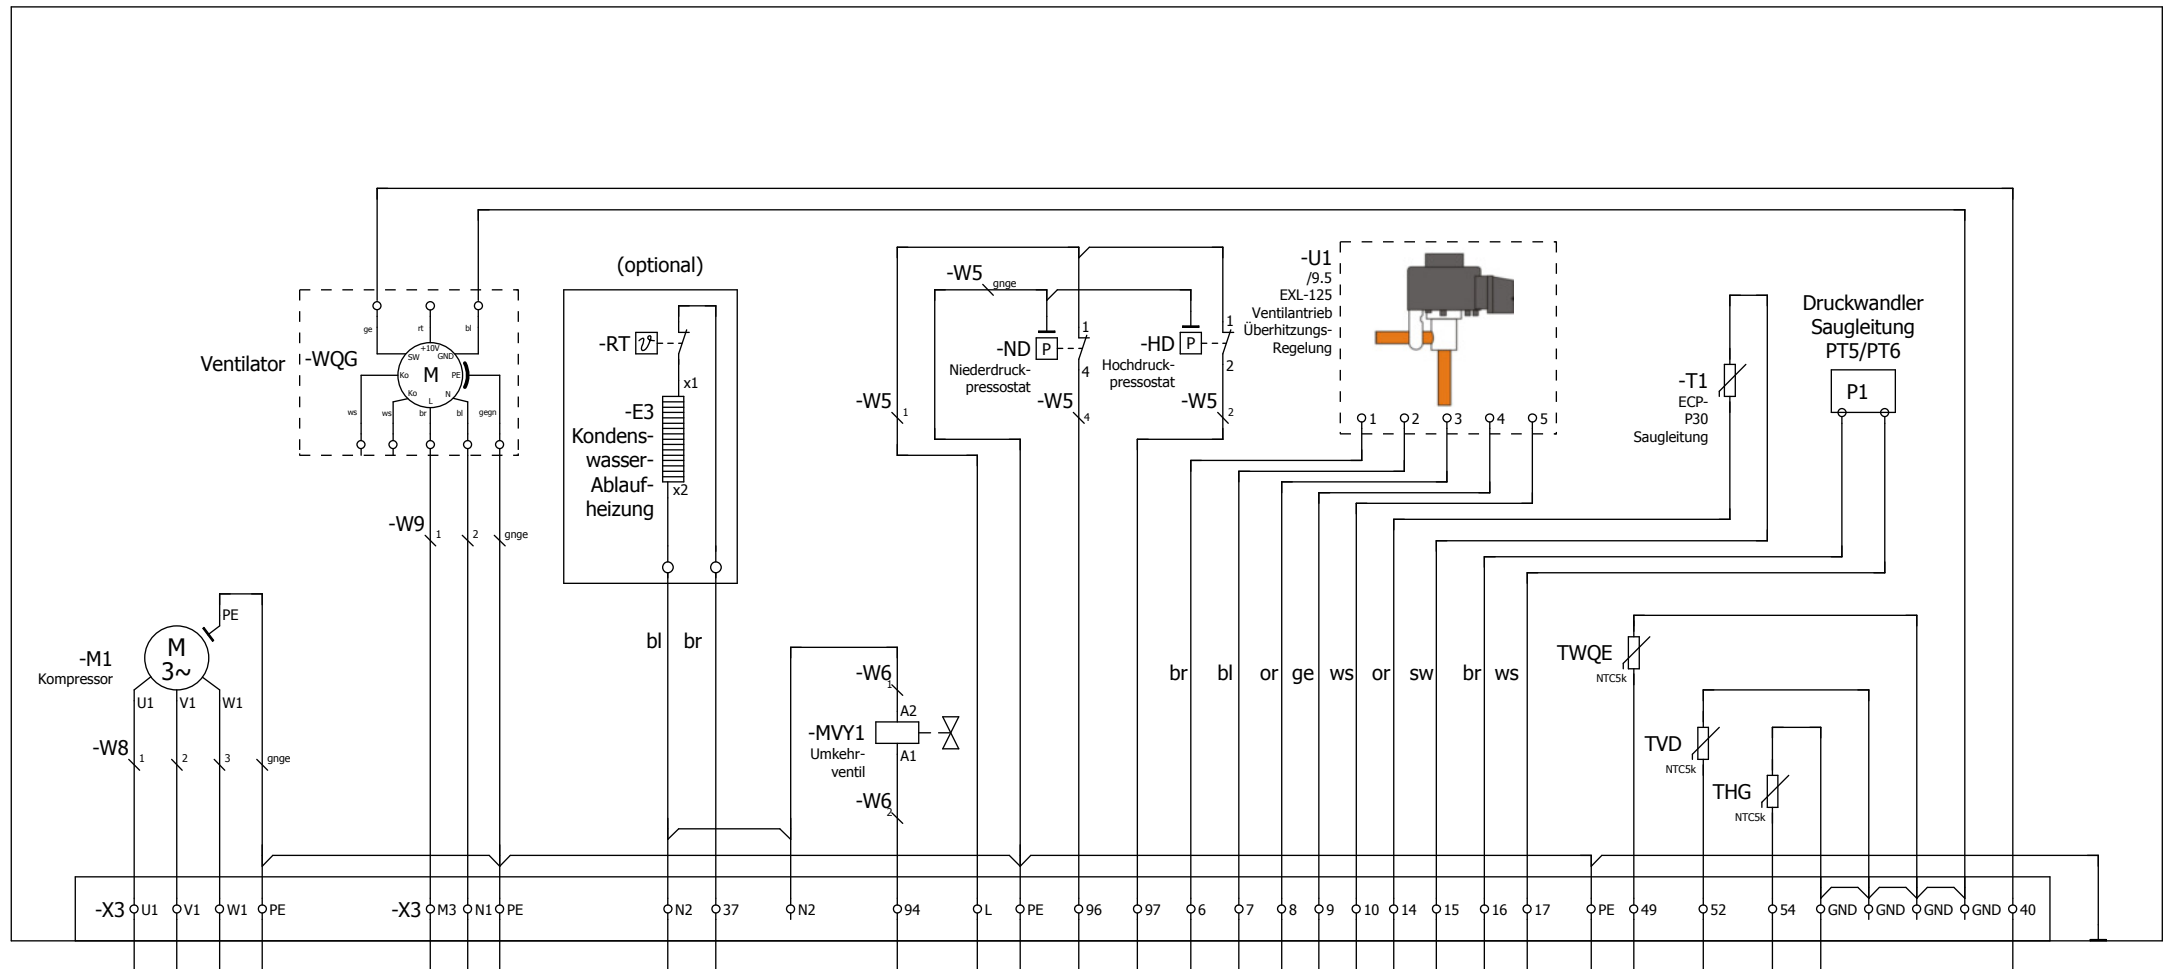 (optional)
-W5
gnge
-U1
/9.5
EXL-125
Ventilantrieb
Überhitzungs-
Regelung
Druckwandler
Saugleitung
PT5/PT6
P1
ge
rt
bl
Ventilator
-WQG
+10V
SW
GND
Ko
M
PE
Ko
L
N
ws
ws
br
bl
gegn
-RT
ϑ
x1
-E3
Kondens-
wasser-
Ablauf-
heizung
x2
-ND
P
1
4
Niederdruck-
pressostat
-HD
P
1
2
Hochdruck-
pressostat
-W5
1
-W5
4
-W5
2
1
2
3
4
5
-T1
ECP-
P30
Saugleitung
-W9
1
2
gnge
PE
M
3~
-M1
Kompressor
U1
V1
W1
-W8
1
2
3
gnge
bl
br
-W6
1
A2
-MVY1
Umkehr-
ventil
A1
-W6
2
br
bl
or
ge
ws
or
sw
br
ws
TWQE
NTC5k
TVD
NTC5k
THG
NTC5k
-X3 U1 V1 W1 PE -X3 M3 N1 PE N2 37 N2 94 L PE 96 97 6 7 8 9 10 14 15 16 17 PE 49 52 54 GND GND GND GND 40